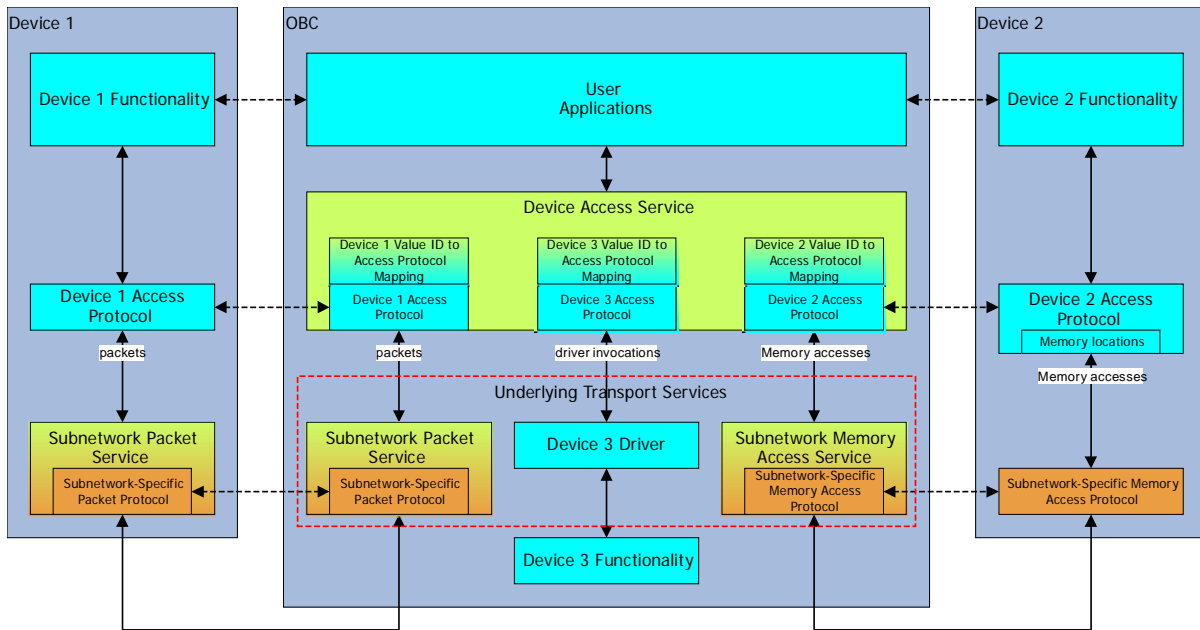 Device 1
Device 1 Functionality
Device 1 Access
Protocol
packets
Subnetwork Packet
Service
Subnetwork-Specific
Packet Protocol
OBC
User
Applications
Device Access Service
Device 1 Value ID to
Access Protocol
Mapping
Device 1 Access
Protocol
Device 3 Value ID to
Access Protocol
Mapping
Device 3 Access
Protocol
Device 2 Value ID to
Access Protocol
Mapping
Device 2 Access
Protocol
packets
driver invocations
Memory accesses
Underlying Transport Services
Subnetwork Packet
Service
Subnetwork-Specific
Packet Protocol
Device 3 Driver
Subnetwork Memory
Access Service
Subnetwork-Specific
Memory Access
Protocol
Device 3 Functionality
Device 2
Device 2 Functionality
Device 2 Access
Protocol
Memory locations
Memory accesses
Subnetwork-Specific Memory
Access Protocol